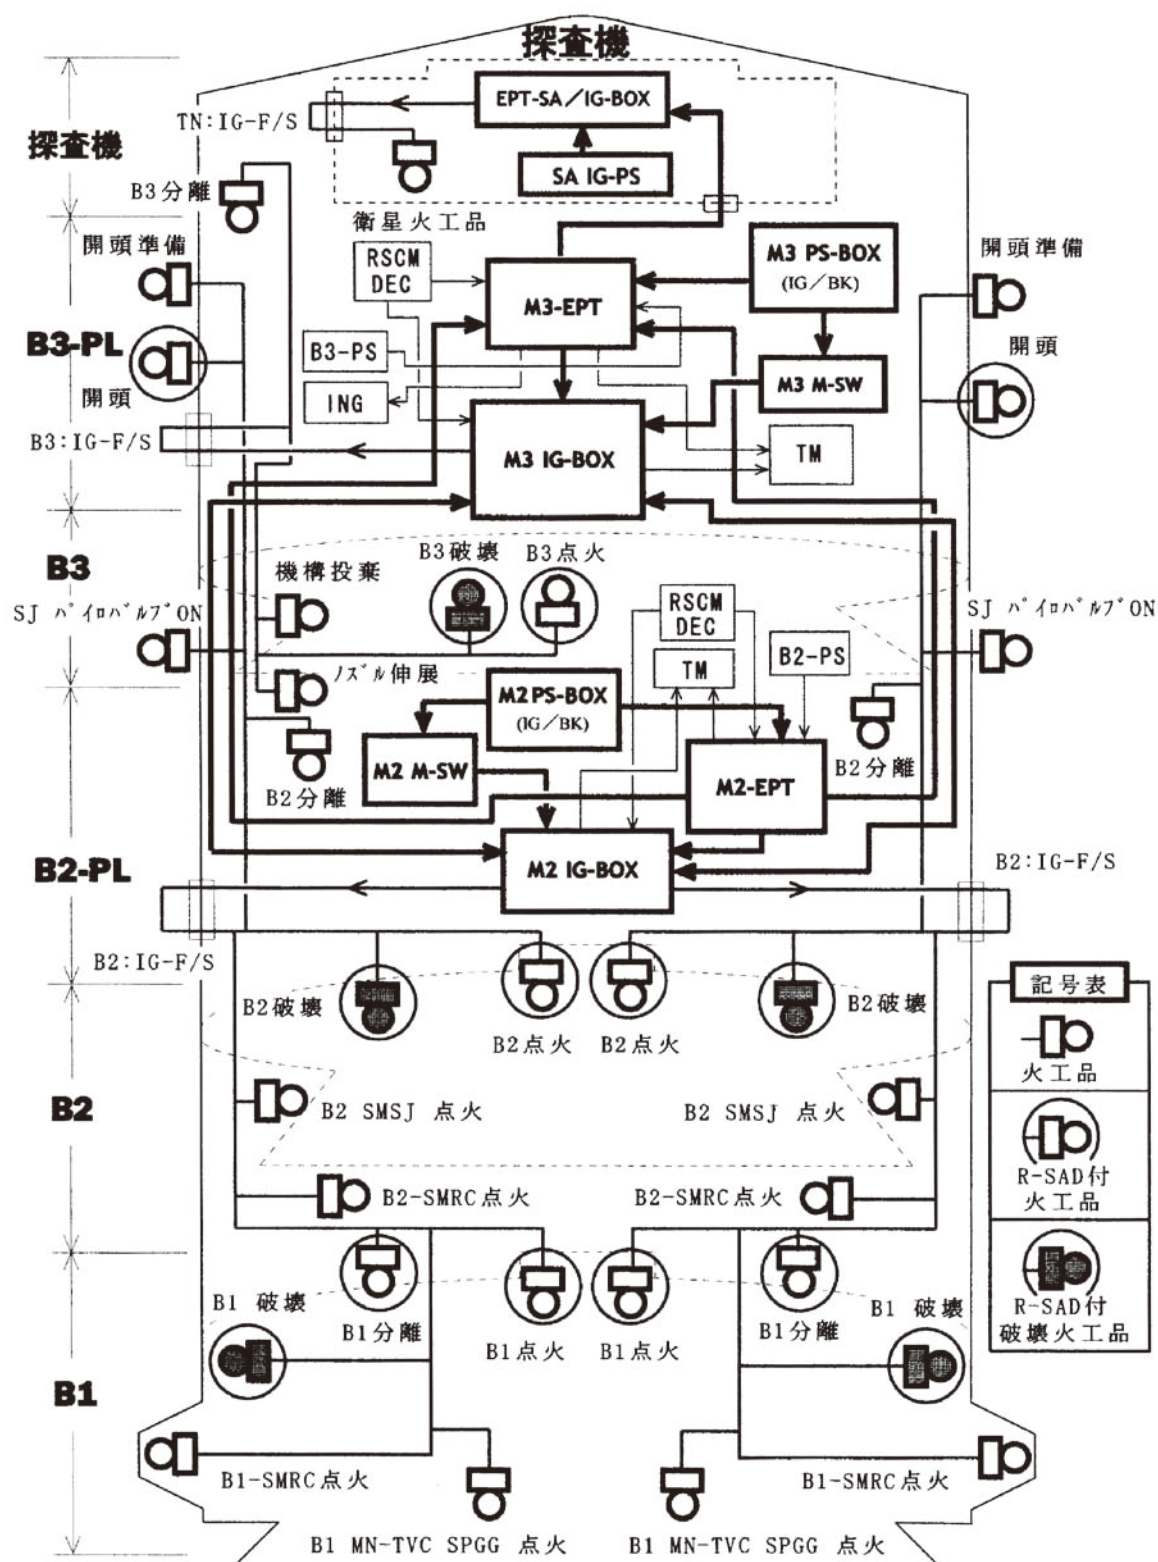 探査機
EPT-SA/IG-BOX
TN:IG-F/S
探査機
SA IG-PS
B3分離
衛星火工品
開頭準備
RSCM
DEC
M3 PS-BOX
(IG/BK)
開頭準備
M3-EPT
B3-PL
B3-PS
開頭
M3 M-SW
開頭
ING
B3:IG-F/S
M3 IG-BOX
TM
B3破壊
B3点火
B3
機構投棄
SJ パイロバルブON
RSCM
DEC
SJ パイロバルブON
TM
B2-PS
ノズル伸展
M2 PS-BOX
(IG/BK)
M2 M-SW
M2-EPT
B2分離
B2分離
B2-PL
M2 IG-BOX
B2:IG-F/S
B2:IG-F/S
記号表
B2破壊
B2破壊
B2点火
B2点火
火工品
B2
B2 SMSJ 点火
B2 SMSJ 点火
R-SAD付
火工品
B2-SMRC点火
B2-SMRC点火
B1 破壊
B1 破壊
R-SAD付
破壊火工品
B1分離
B1分離
B1点火
B1点火
B1
B1-SMRC点火
B1-SMRC点火
B1 MN-TVC SPGG 点火
B1 MN-TVC SPGG 点火